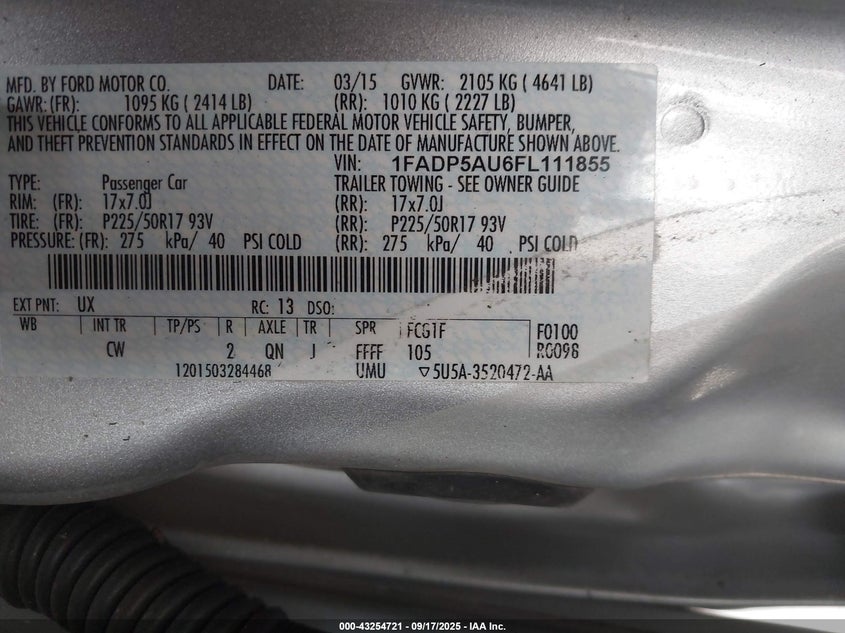 MFD. BY FORD MOTOR CO. DATE: 03/15 GVWR: 2105 KG ( 4641 LB)
GAWR: (FR): 1095 KG ( 2414 LB) (RR): 1010 KG ( 2227 LB)
THIS VEHICLE CONFORMS TO ALL APPLICABLE FEDERAL MOTOR VEHICLE SAFETY, BUMPER,
AND THEFT PREVENTION STANDARDS IN EFFECT ON THE DATE OF MANUFACTURE SHOWN ABOVE.
VIN: 1FADP5AU6FL111855
TYPE: Passenger Car TRAILER TOWING - SEE OWNER GUIDE
RIM: (FR): 17x7.0J (RR): 17x7.0J
TIRE: (FR): P225/50R17 93V (RR): P225/50R17 93V
PRESSURE: (FR): 275 kPa/ 40 PSI COLD (RR): 275 kPa/ 40 PSI COLD
EXT PNT: UX RC: 13 DSO:
WB INT TR TP/PS R AXLE TR SPR FCG1F F0100
CW 2 QN J FFFF 105 R0098
1201503284468 UMU ▽5U5A-3520472-AA
000-43254721 - 09/17/2025 - IAA Inc.